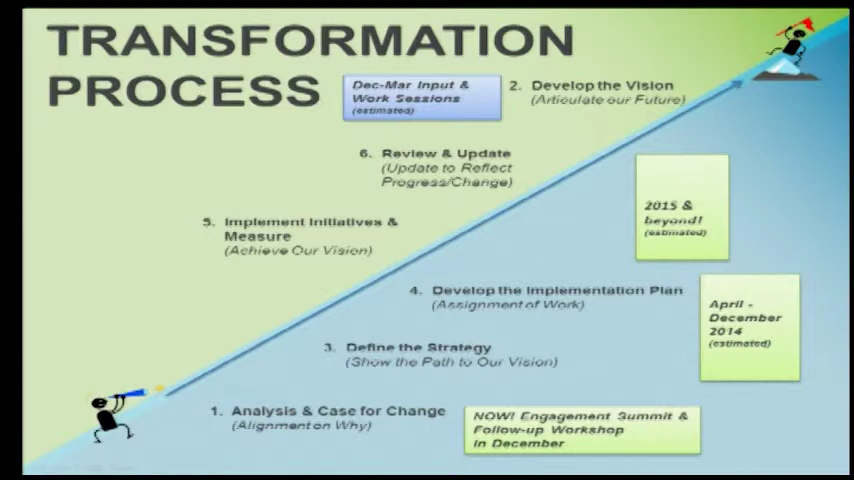 TRANSFORMATION
PROCESS
Dec-Mar Input &
Work Sessions
(estimated)
2. Develop the Vision
(Articulate our Future)
6. Review & Update
(Update to Reflect
Progress/Change)
2015 &
beyond!
(estimated)
5. Implement Initiatives &
Measure
(Achieve Our Vision)
4. Develop the Implementation Plan
(Assignment of Work)
April -
December
2014
(estimated)
3. Define the Strategy
(Show the Path to Our Vision)
1. Analysis & Case for Change
(Alignment on Why)
NOW! Engagement Summit &
Follow-up Workshop
in December